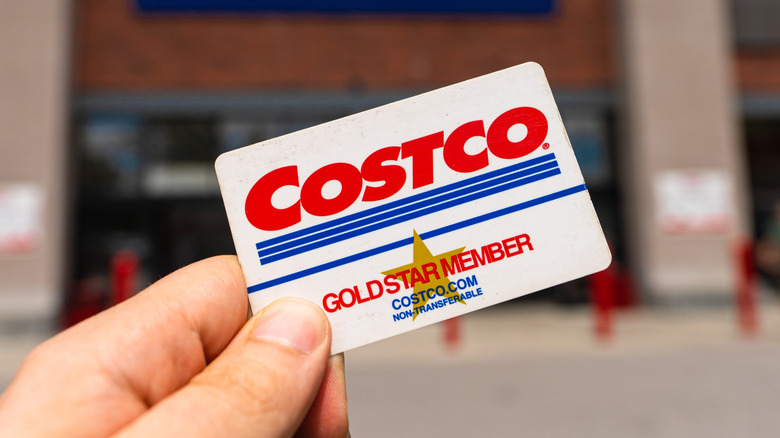 COSTCO®
GOLD STAR MEMBER
COSTCO.COM
NON-TRANSFERABLE